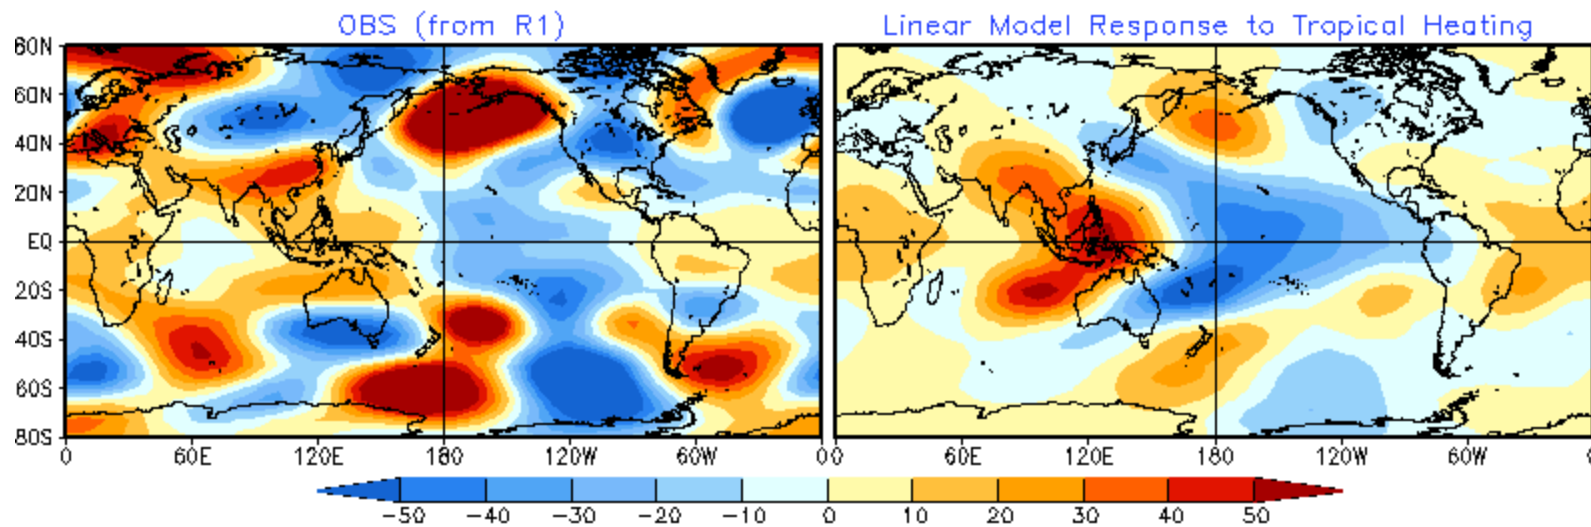 OBS (from R1)
Linear Model Response to Tropical Heating
80N
60N
40N
20N
EQ
20S
40S
60S
80S
0 60E 120E 180 120W 60W 0
0 60E 120E 180 120W 60W 0
-50 -40 -30 -20 -10 0 10 20 30 40 50